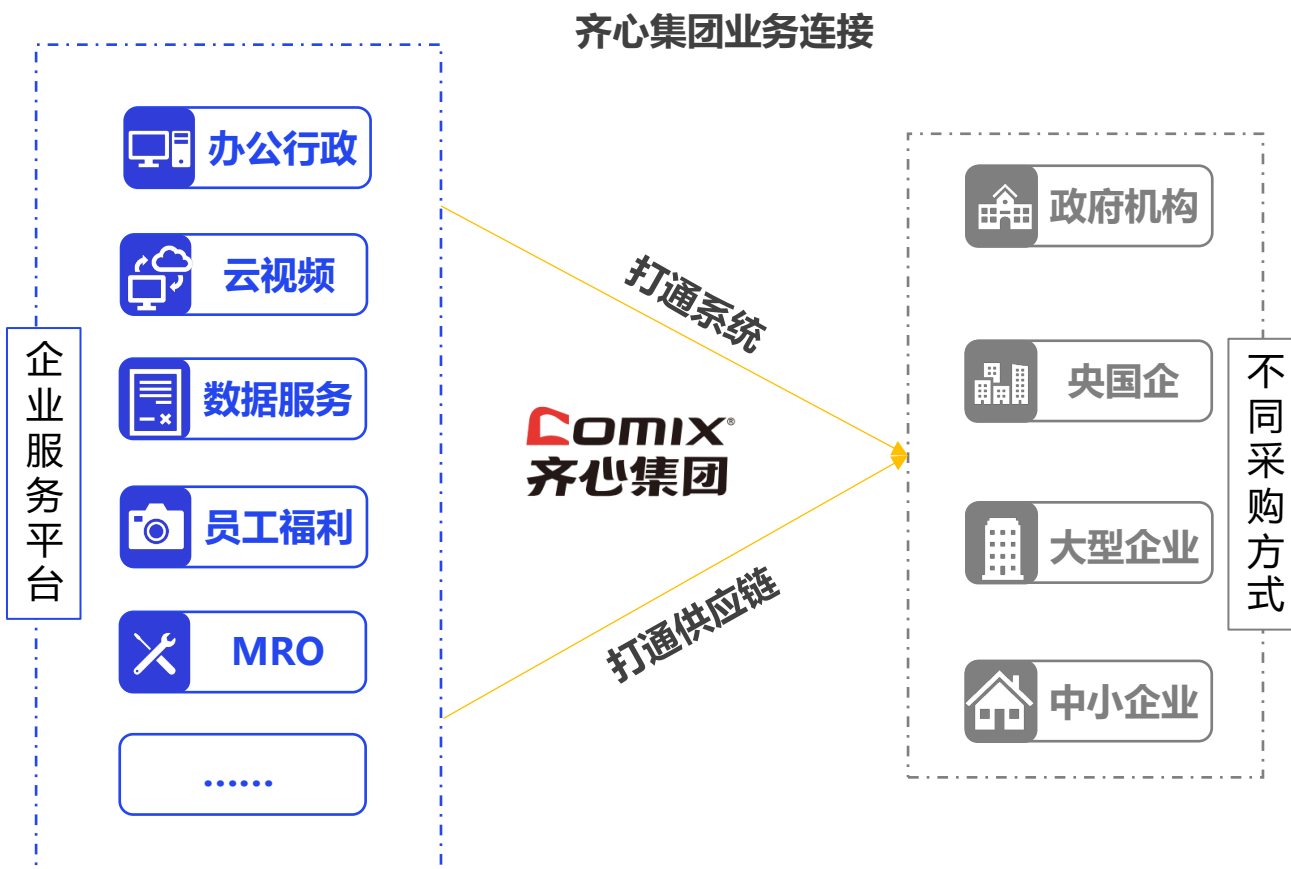 齐心集团业务连接
企业服务平台
办公行政
云视频
数据服务
员工福利
MRO
......
打通系统
COMIX®
齐心集团
打通供应链
政府机构
央国企
大型企业
中小企业
不同采购方式